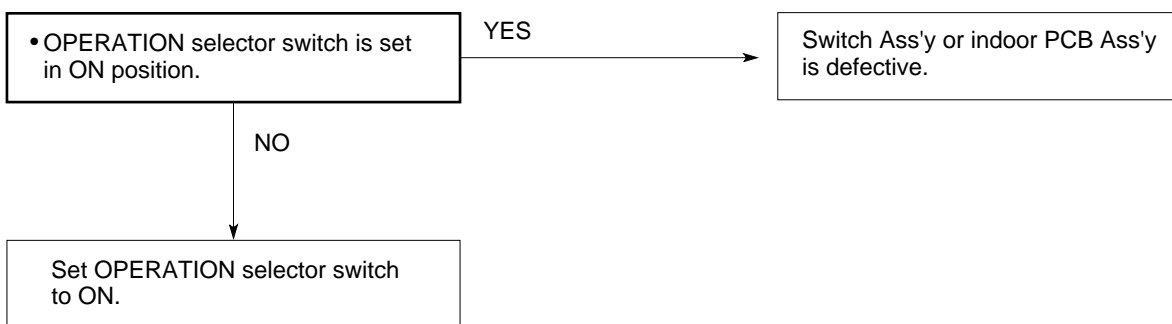 • OPERATION selector switch is set
in ON position.
YES
Switch Ass'y or indoor PCB Ass'y
is defective.
NO
Set OPERATION selector switch
to ON.